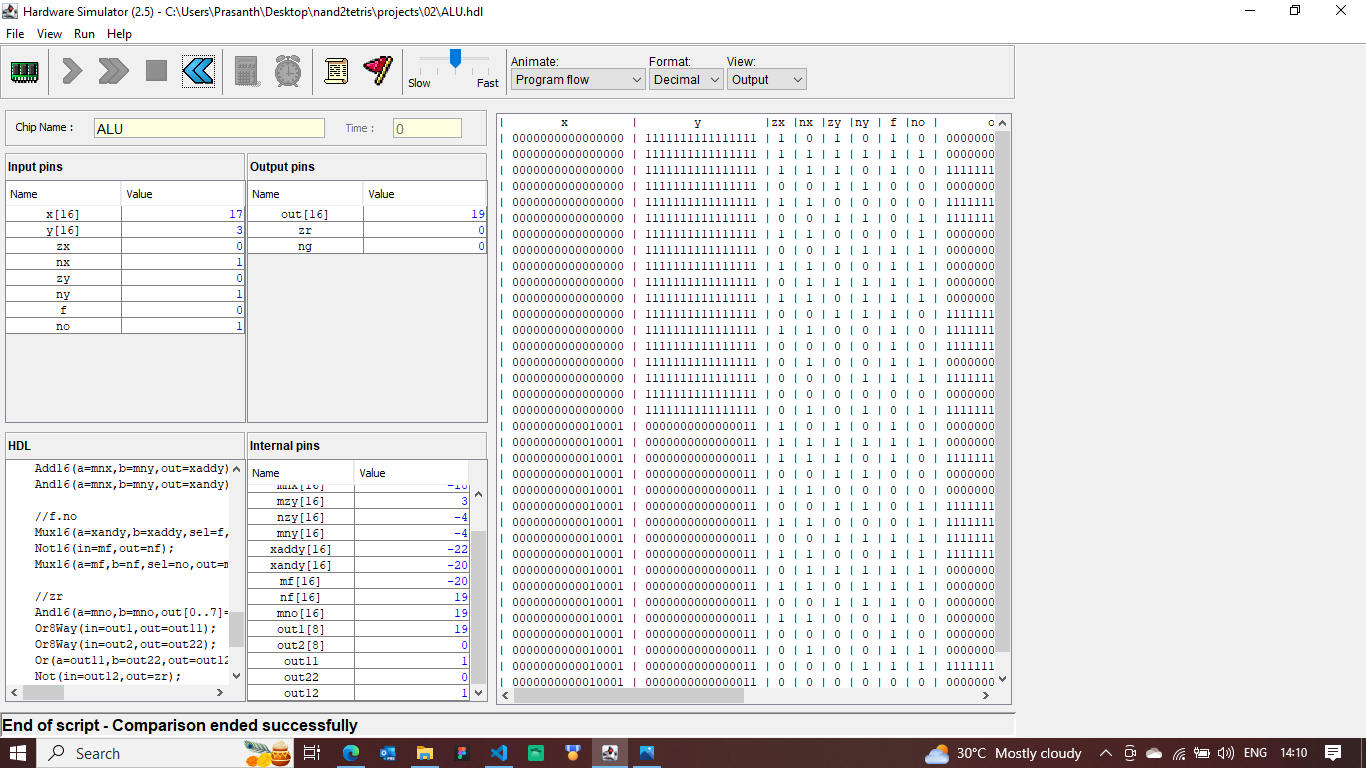 Hardware Simulator (2.5) - C:\Users\Prasanth\Desktop\nand2tetris\projects\02\ALU.hdl
File View Run Help
Slow Fast
Animate: Format: View:
Program flow Decimal Output
Chip Name : ALU Time : 0
Input pins
Name Value
x[16] 17
y[16] 3
zx 0
nx 1
zy 0
ny 1
f 0
no 1
Output pins
Name Value
out[16] 19
zr 0
ng 0
HDL
Add16(a=mnx,b=mny,out=xaddy)
And16(a=mnx,b=mny,out=xandy)
//f.no
Mux16(a=xandy,b=xaddy,sel=f,
Not16(in=mf,out=nf);
Mux16(a=mf,b=nf,sel=no,out=m
//zr
And16(a=mno,b=mno,out[0..7]=
Or8Way(in=out1,out=out11);
Or8Way(in=out2,out=out22);
Or(a=out11,b=out22,out=out12
Not(in=out12,out=zr);
Internal pins
Name Value
mnx[16] -18
mzy[16] 3
nzy[16] -4
mny[16] -4
xaddy[16] -22
xandy[16] -20
mf[16] -20
nf[16] 19
mno[16] 19
out1[8] 19
out2[8] 0
out11 1
out22 0
out12 1
| x | y |zx |nx |zy |ny | f |no | o
| 0000000000000000 | 1111111111111111 | 1 | 0 | 1 | 0 | 1 | 0 | 0000000
| 0000000000000000 | 1111111111111111 | 1 | 1 | 1 | 1 | 1 | 1 | 0000000
| 0000000000000000 | 1111111111111111 | 1 | 1 | 1 | 0 | 1 | 0 | 1111111
| 0000000000000000 | 1111111111111111 | 0 | 0 | 1 | 1 | 0 | 0 | 0000000
| 0000000000000000 | 1111111111111111 | 1 | 1 | 0 | 0 | 0 | 0 | 1111111
| 0000000000000000 | 1111111111111111 | 0 | 0 | 1 | 1 | 0 | 1 | 1111111
| 0000000000000000 | 1111111111111111 | 1 | 1 | 0 | 0 | 0 | 1 | 0000000
| 0000000000000000 | 1111111111111111 | 0 | 0 | 1 | 1 | 1 | 1 | 0000000
| 0000000000000000 | 1111111111111111 | 1 | 1 | 0 | 0 | 1 | 1 | 0000000
| 0000000000000000 | 1111111111111111 | 0 | 1 | 1 | 1 | 1 | 1 | 0000000
| 0000000000000000 | 1111111111111111 | 1 | 1 | 0 | 1 | 1 | 1 | 0000000
| 0000000000000000 | 1111111111111111 | 0 | 0 | 1 | 1 | 1 | 0 | 1111111
| 0000000000000000 | 1111111111111111 | 1 | 1 | 0 | 0 | 1 | 0 | 1111111
| 0000000000000000 | 1111111111111111 | 0 | 0 | 0 | 0 | 1 | 0 | 1111111
| 0000000000000000 | 1111111111111111 | 0 | 1 | 0 | 0 | 1 | 1 | 0000000
| 0000000000000000 | 1111111111111111 | 0 | 0 | 0 | 1 | 1 | 1 | 1111111
| 0000000000000000 | 1111111111111111 | 0 | 0 | 0 | 0 | 0 | 0 | 0000000
| 0000000000000000 | 1111111111111111 | 0 | 1 | 0 | 1 | 0 | 1 | 1111111
| 0000000000010001 | 0000000000000011 | 1 | 0 | 1 | 0 | 1 | 0 | 0000000
| 0000000000010001 | 0000000000000011 | 1 | 1 | 1 | 1 | 1 | 1 | 0000000
| 0000000000010001 | 0000000000000011 | 1 | 1 | 1 | 0 | 1 | 0 | 1111111
| 0000000000010001 | 0000000000000011 | 0 | 0 | 1 | 1 | 0 | 0 | 0000000
| 0000000000010001 | 0000000000000011 | 1 | 1 | 0 | 0 | 0 | 0 | 0000000
| 0000000000010001 | 0000000000000011 | 0 | 0 | 1 | 1 | 0 | 1 | 1111111
| 0000000000010001 | 0000000000000011 | 1 | 1 | 0 | 0 | 0 | 1 | 1111111
| 0000000000010001 | 0000000000000011 | 0 | 0 | 1 | 1 | 1 | 1 | 1111111
| 0000000000010001 | 0000000000000011 | 1 | 1 | 0 | 0 | 1 | 1 | 1111111
| 0000000000010001 | 0000000000000011 | 0 | 1 | 1 | 1 | 1 | 1 | 0000000
| 0000000000010001 | 0000000000000011 | 1 | 1 | 0 | 1 | 1 | 1 | 0000000
| 0000000000010001 | 0000000000000011 | 0 | 0 | 1 | 1 | 1 | 0 | 0000000
| 0000000000010001 | 0000000000000011 | 1 | 1 | 0 | 0 | 1 | 0 | 0000000
| 0000000000010001 | 0000000000000011 | 0 | 0 | 0 | 0 | 1 | 0 | 0000000
| 0000000000010001 | 0000000000000011 | 0 | 1 | 0 | 0 | 1 | 1 | 0000000
| 0000000000010001 | 0000000000000011 | 0 | 0 | 0 | 1 | 1 | 1 | 1111111
| 0000000000010001 | 0000000000000011 | 0 | 0 | 0 | 0 | 0 | 0 | 0000000
End of script - Comparison ended successfully
Search
30°C Mostly cloudy
ENG 14:10